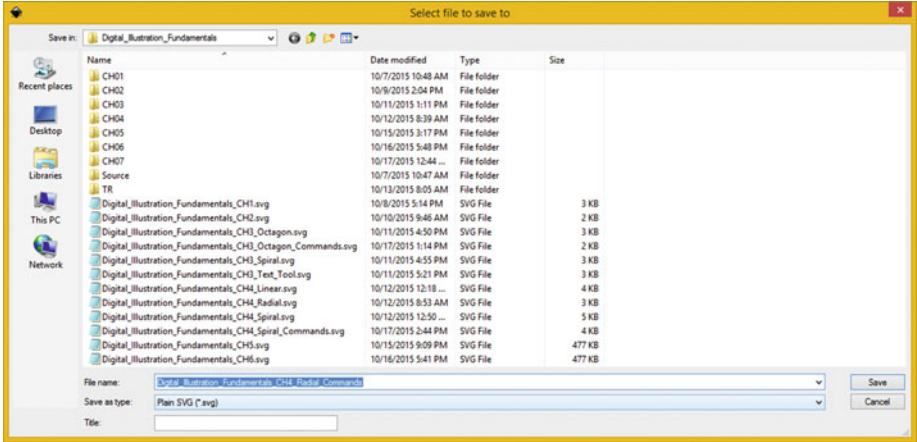 Select file to save to
Save in: Digital_Illustration_Fundamentals
Name Date modified Type Size
Recent places
Desktop
Libraries
This PC
Network
CH01 10/7/2015 10:48 AM File folder
CH02 10/9/2015 2:04 PM File folder
CH03 10/11/2015 1:11 PM File folder
CH04 10/12/2015 8:39 AM File folder
CH05 10/15/2015 3:17 PM File folder
CH06 10/16/2015 5:48 PM File folder
CH07 10/17/2015 12:44 ... File folder
Source 10/7/2015 10:47 AM File folder
TR 10/13/2015 8:05 AM File folder
Digital_Illustration_Fundamentals_CH1.svg 10/8/2015 5:14 PM SVG File 3 KB
Digital_Illustration_Fundamentals_CH2.svg 10/10/2015 9:46 AM SVG File 2 KB
Digital_Illustration_Fundamentals_CH3_Octagon.svg 10/11/2015 4:50 PM SVG File 3 KB
Digital_Illustration_Fundamentals_CH3_Octagon_Commands.svg 10/17/2015 1:14 PM SVG File 2 KB
Digital_Illustration_Fundamentals_CH3_Spiral.svg 10/11/2015 4:55 PM SVG File 3 KB
Digital_Illustration_Fundamentals_CH3_Text_Tool.svg 10/11/2015 5:21 PM SVG File 3 KB
Digital_Illustration_Fundamentals_CH4_Linear.svg 10/12/2015 12:18 ... SVG File 4 KB
Digital_Illustration_Fundamentals_CH4_Radial.svg 10/12/2015 8:53 AM SVG File 3 KB
Digital_Illustration_Fundamentals_CH4_Spiral.svg 10/12/2015 12:50 ... SVG File 5 KB
Digital_Illustration_Fundamentals_CH4_Spiral_Commands.svg 10/17/2015 2:44 PM SVG File 4 KB
Digital_Illustration_Fundamentals_CH5.svg 10/15/2015 9:09 PM SVG File 477 KB
Digital_Illustration_Fundamentals_CH6.svg 10/16/2015 5:41 PM SVG File 477 KB
File name: Digital_Illustration_Fundamentals_CH4_Radial_Commands Save
Save as type: Plain SVG (*.svg) Cancel
Title: